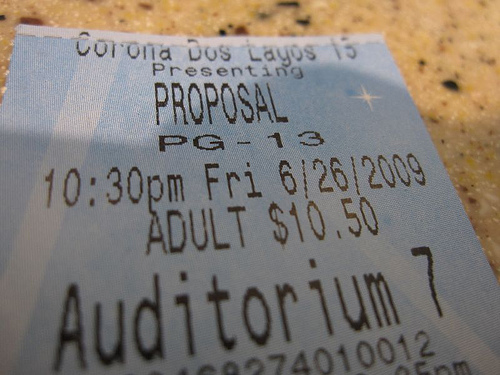 Corona Dos Lagos 15
Presenting
PROPOSAL
PG-13
10:30pm Fri 6/26/2009
ADULT $10.50
Auditorium 7